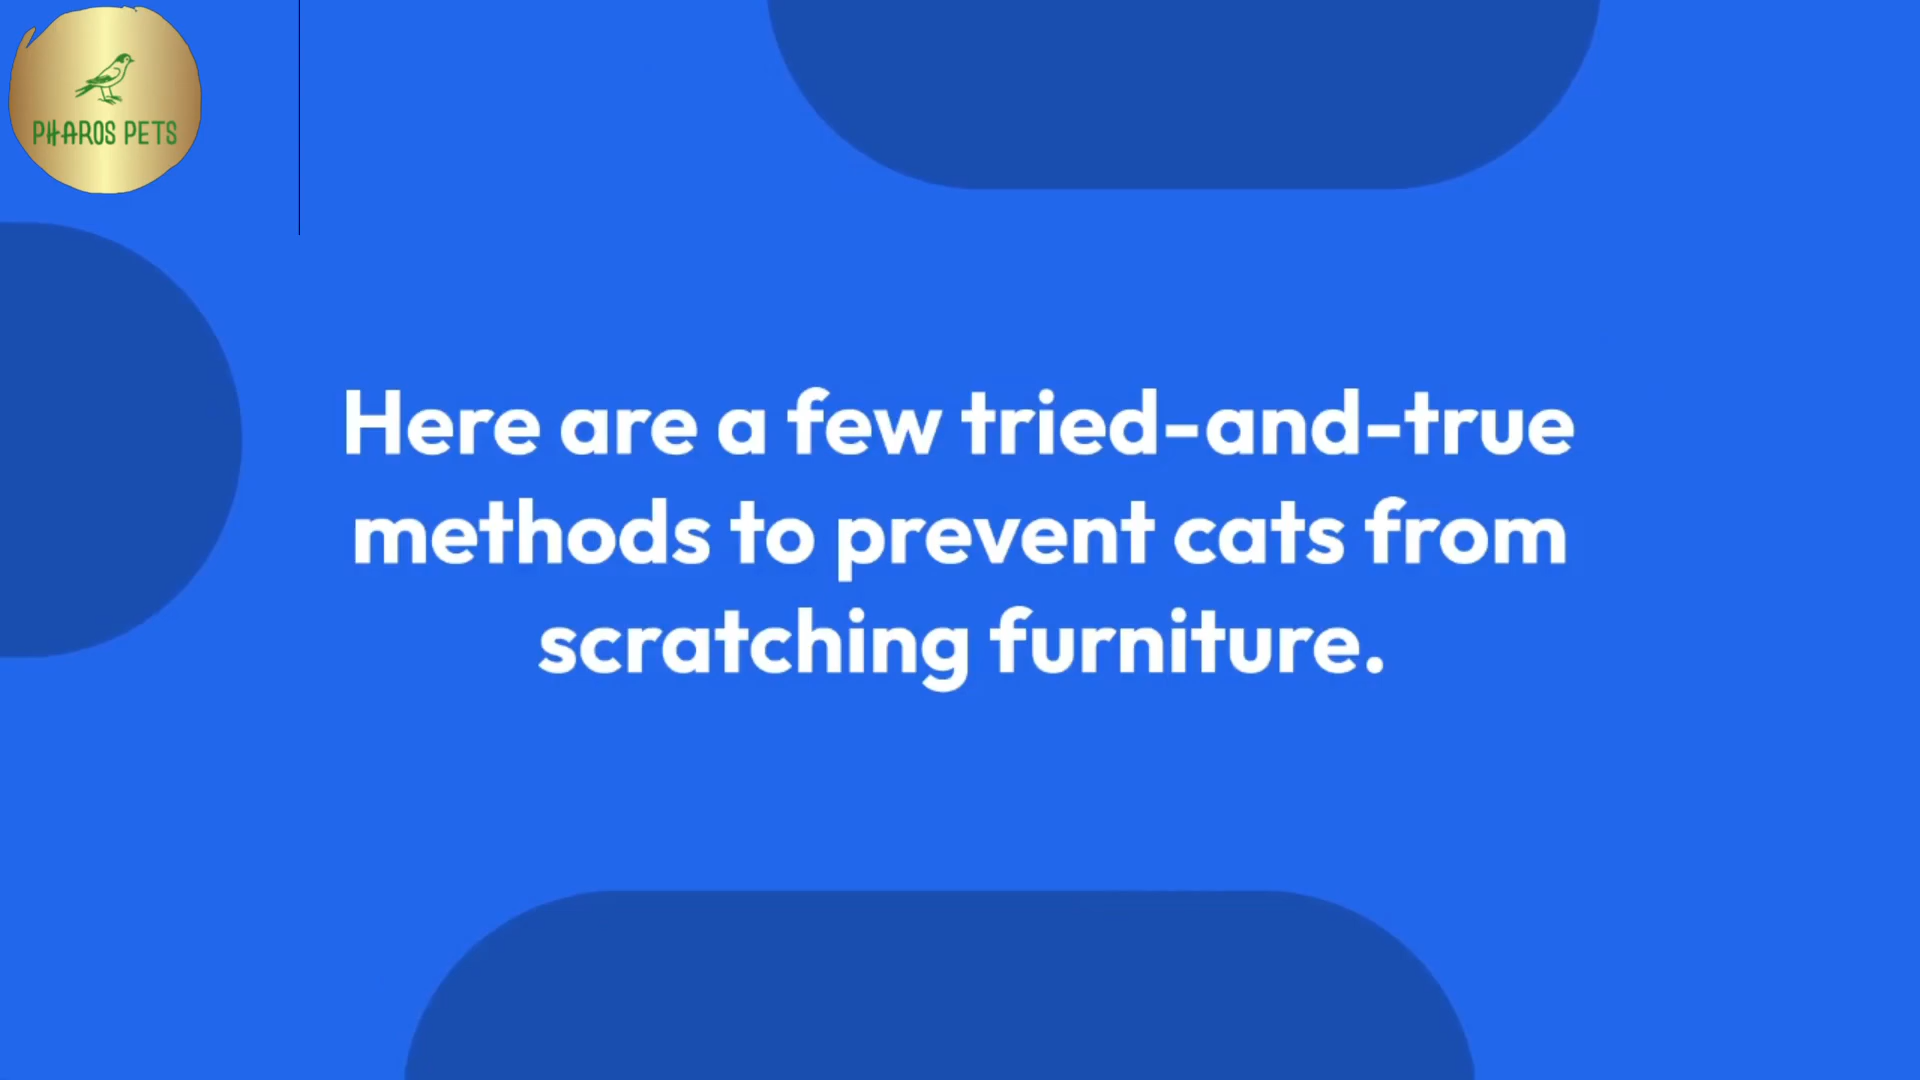 PHAROS PETS
Here are a few tried-and-true
methods to prevent cats from
scratching furniture.